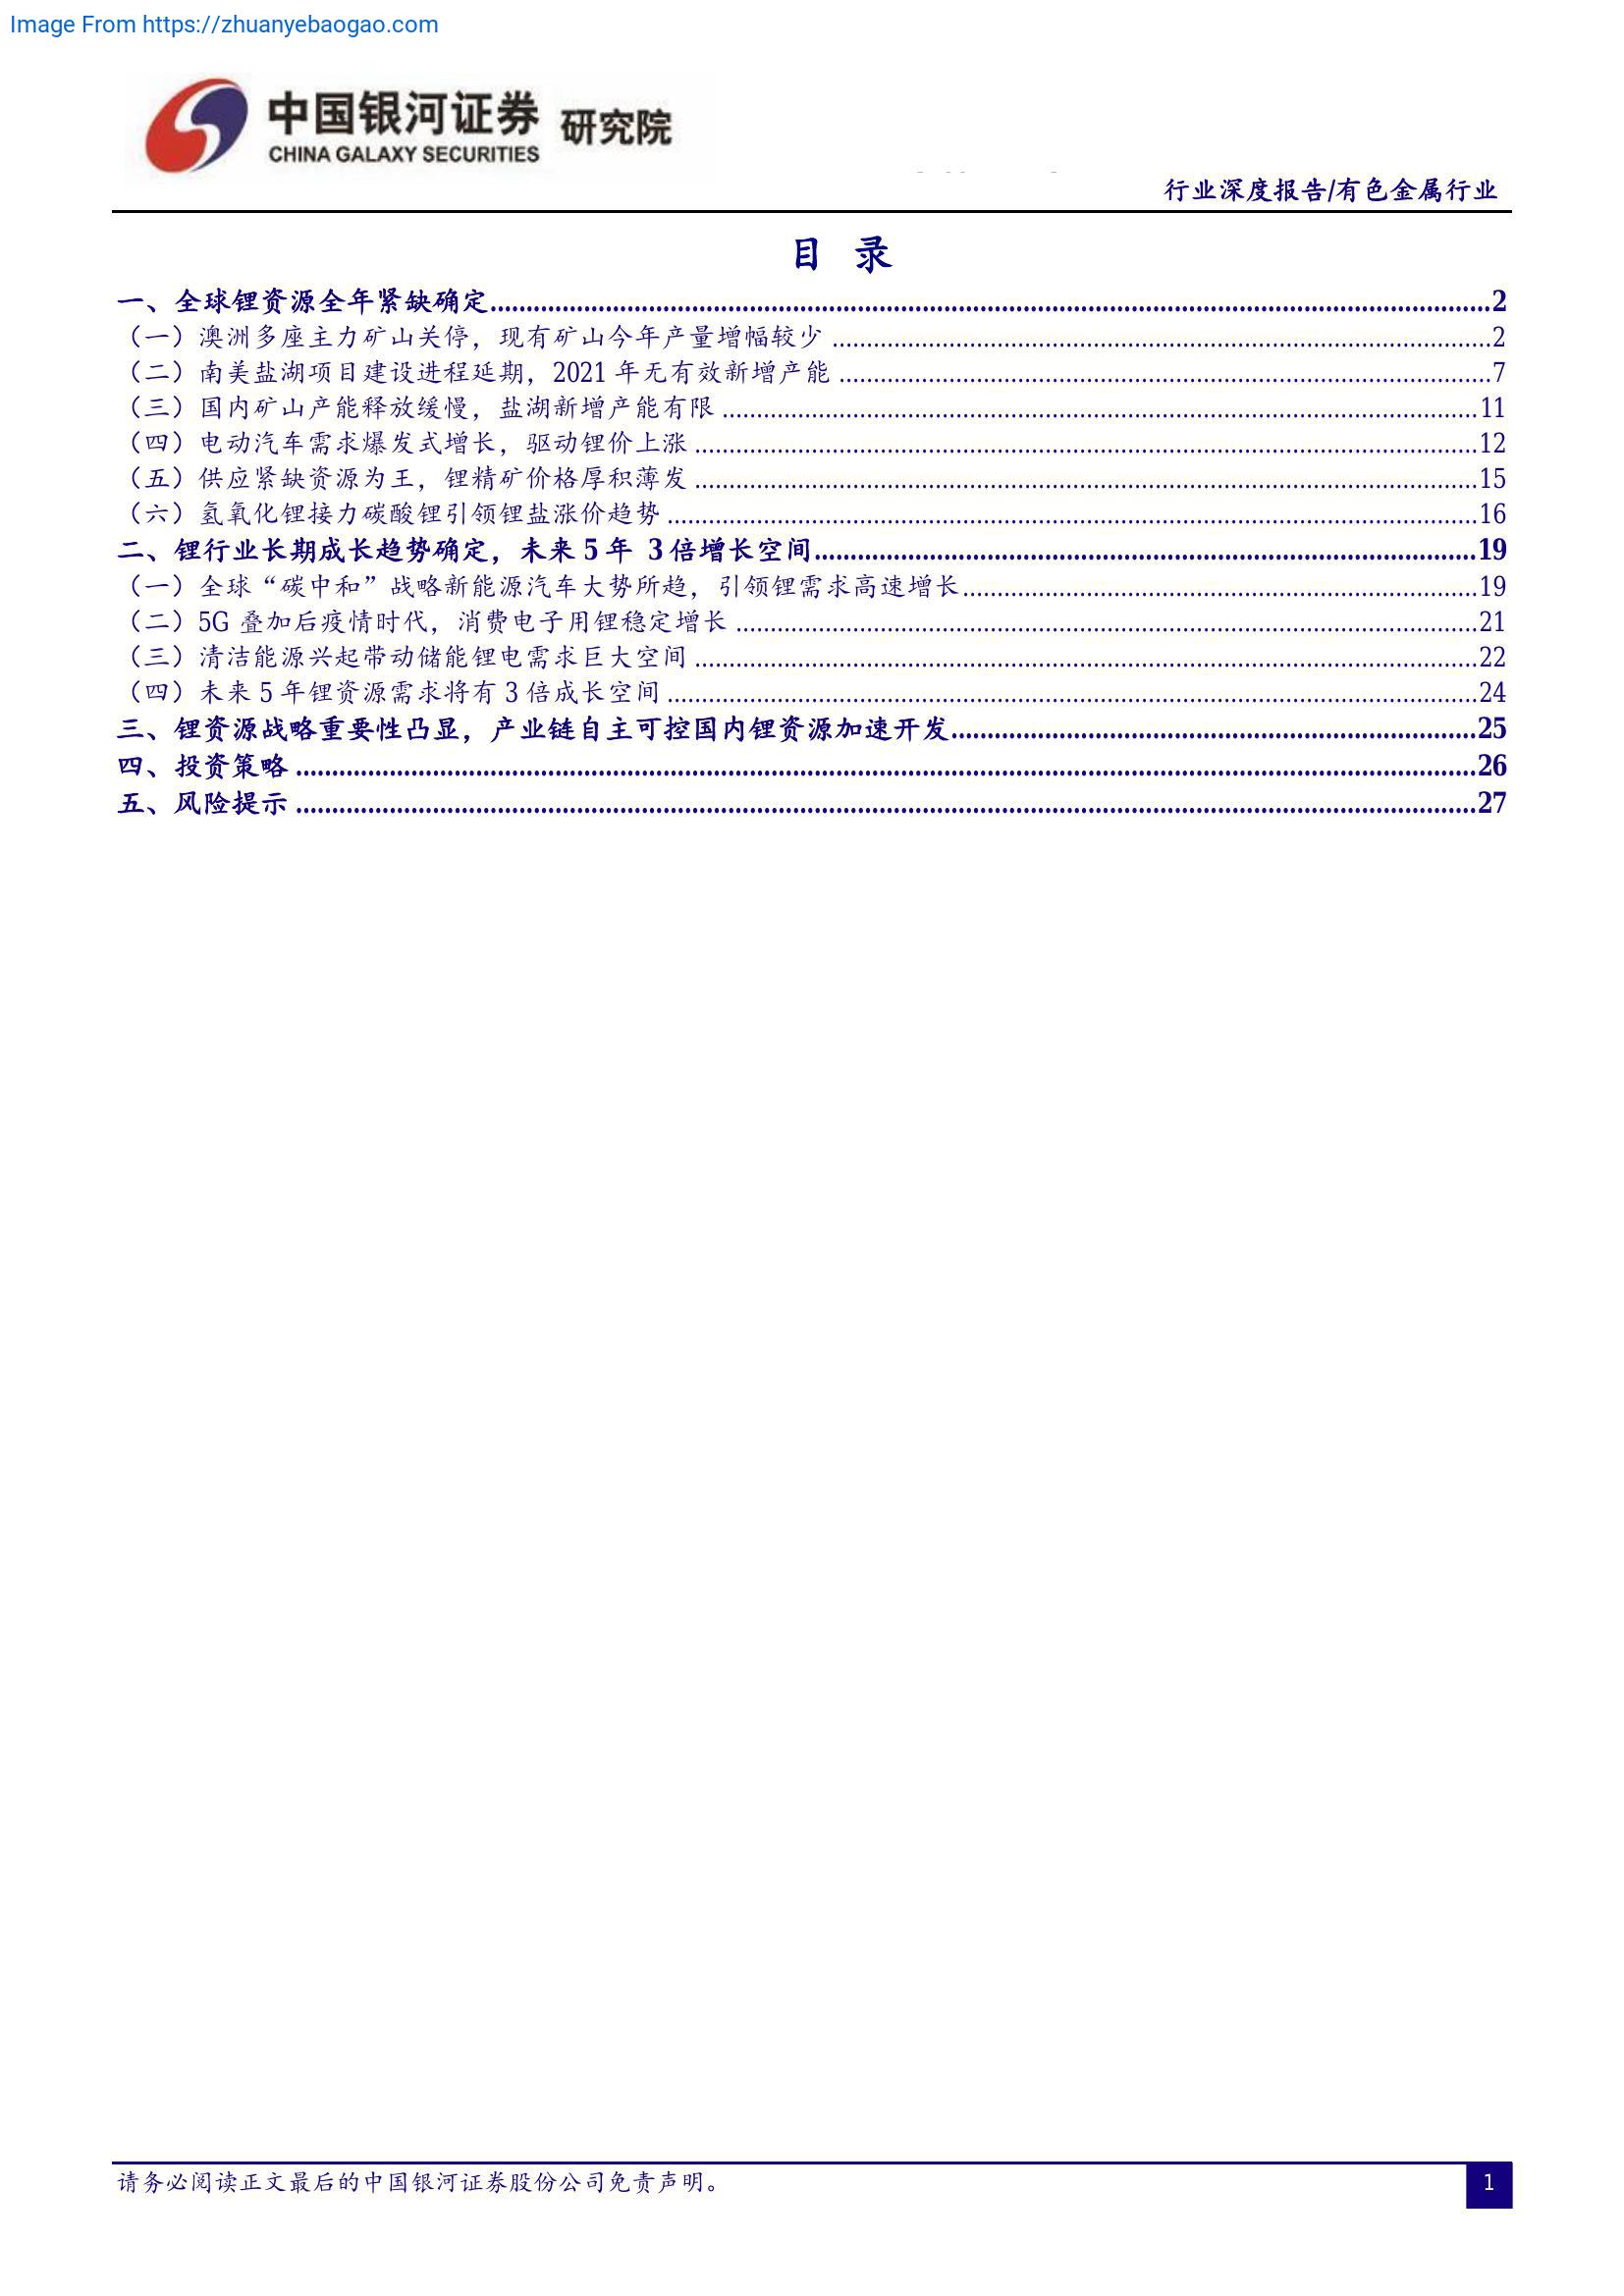 Image From https://zhuanyebaogao.com
中国银河证券 研究院
CHINA GALAXY SECURITIES
行业深度报告/有色金属行业
目 录
一、全球锂资源全年紧缺确定 2
（一）澳洲多座主力矿山关停，现有矿山今年产量增幅较少 2
（二）南美盐湖项目建设进程延期，2021 年无有效新增产能 7
（三）国内矿山产能释放缓慢，盐湖新增产能有限 11
（四）电动汽车需求爆发式增长，驱动锂价上涨 12
（五）供应紧缺资源为王，锂精矿价格厚积薄发 15
（六）氢氧化锂接力碳酸锂引领锂盐涨价趋势 16
二、锂行业长期成长趋势确定，未来 5 年 3 倍增长空间 19
（一）全球“碳中和”战略新能源汽车大势所趋，引领锂需求高速增长 19
（二）5G 叠加后疫情时代，消费电子用锂稳定增长 21
（三）清洁能源兴起带动储能锂电需求巨大空间 22
（四）未来 5 年锂资源需求将有 3 倍成长空间 24
三、锂资源战略重要性凸显，产业链自主可控国内锂资源加速开发 25
四、投资策略 26
五、风险提示 27
请务必阅读正文最后的中国银河证券股份公司免责声明。
1